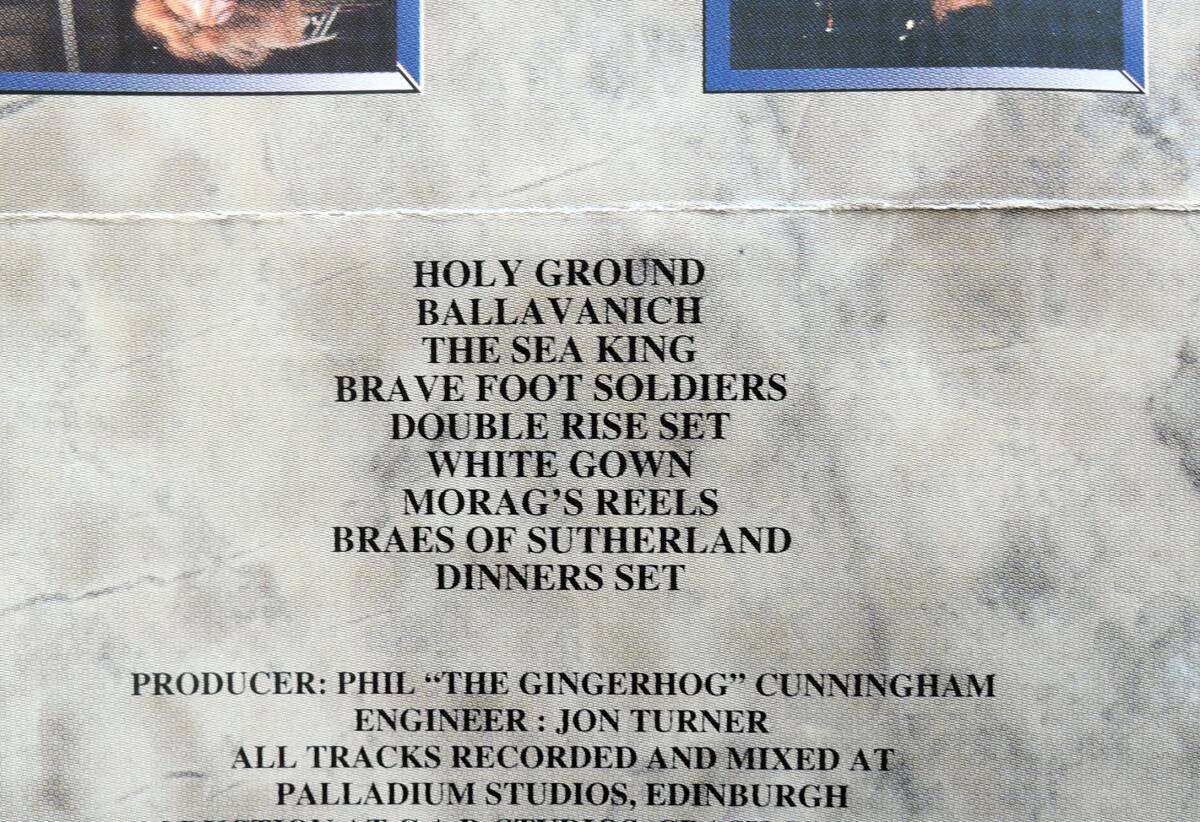 HOLY GROUND
BALLAVANICH
THE SEA KING
BRAVE FOOT SOLDIERS
DOUBLE RISE SET
WHITE GOWN
MORAG'S REELS
BRAES OF SUTHERLAND
DINNERS SET
PRODUCER: PHIL “THE GINGERHOG” CUNNINGHAM
ENGINEER : JON TURNER
ALL TRACKS RECORDED AND MIXED AT
PALLADIUM STUDIOS, EDINBURGH